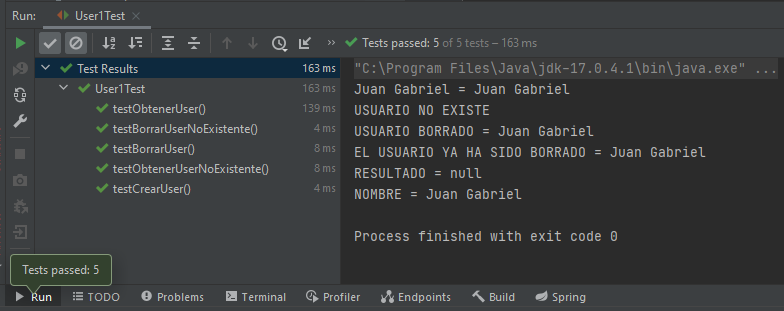 Run: User1Test
Tests passed: 5 of 5 tests – 163 ms
Test Results 163 ms
User1Test 163 ms
testObtenerUser() 139 ms
testBorrarUserNoExistente() 4 ms
testBorrarUser() 8 ms
testObtenerUserNoExistente() 8 ms
testCrearUser() 4 ms
"C:\Program Files\Java\jdk-17.0.4.1\bin\java.exe" ...
Juan Gabriel = Juan Gabriel
USUARIO NO EXISTE
USUARIO BORRADO = Juan Gabriel
EL USUARIO YA HA SIDO BORRADO = Juan Gabriel
RESULTADO = null
NOMBRE = Juan Gabriel
Process finished with exit code 0
Tests passed: 5
Run TODO Problems Terminal Profiler Endpoints Build Spring